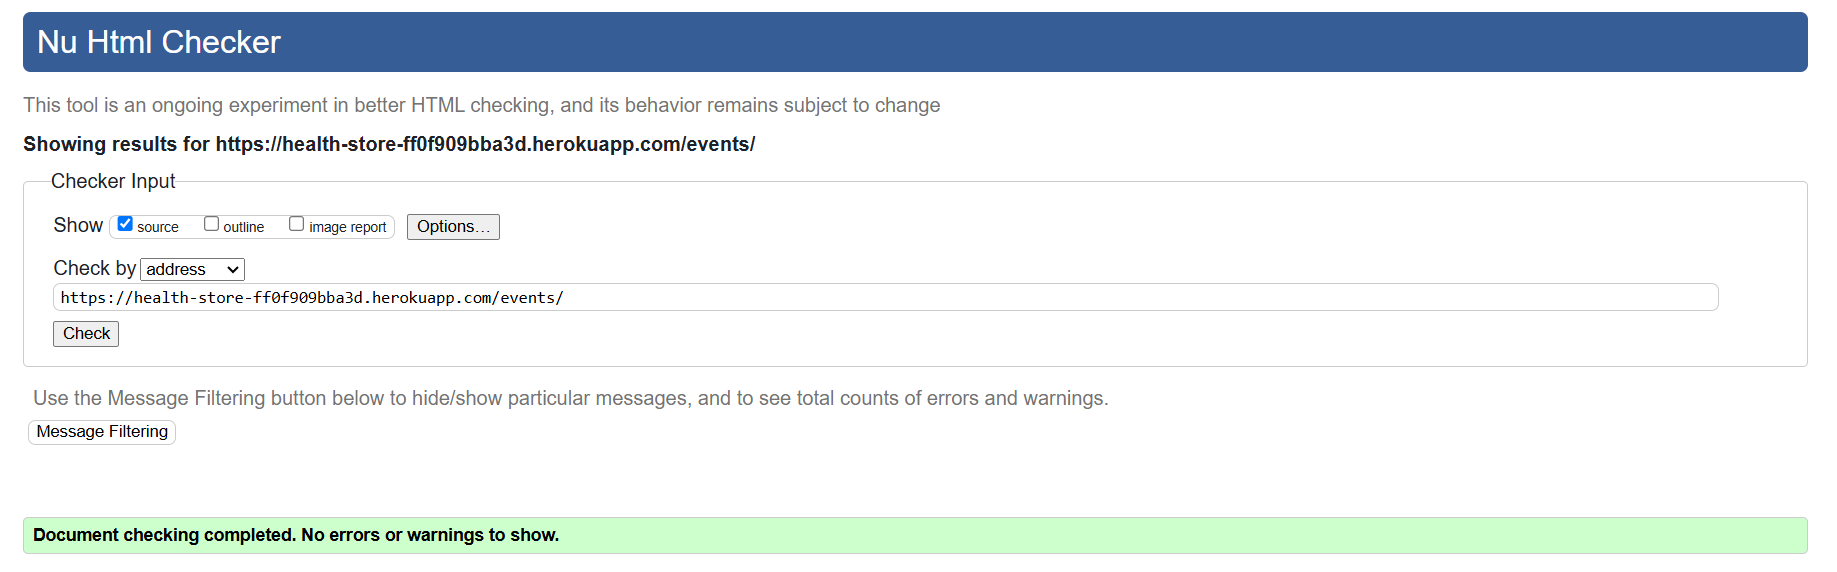 Nu Html Checker
This tool is an ongoing experiment in better HTML checking, and its behavior remains subject to change
Showing results for https://health-store-ff0f909bba3d.herokuapp.com/events/
Checker Input
Show source outline image report Options...
Check by address
https://health-store-ff0f909bba3d.herokuapp.com/events/
Check
Use the Message Filtering button below to hide/show particular messages, and to see total counts of errors and warnings.
Message Filtering
Document checking completed. No errors or warnings to show.